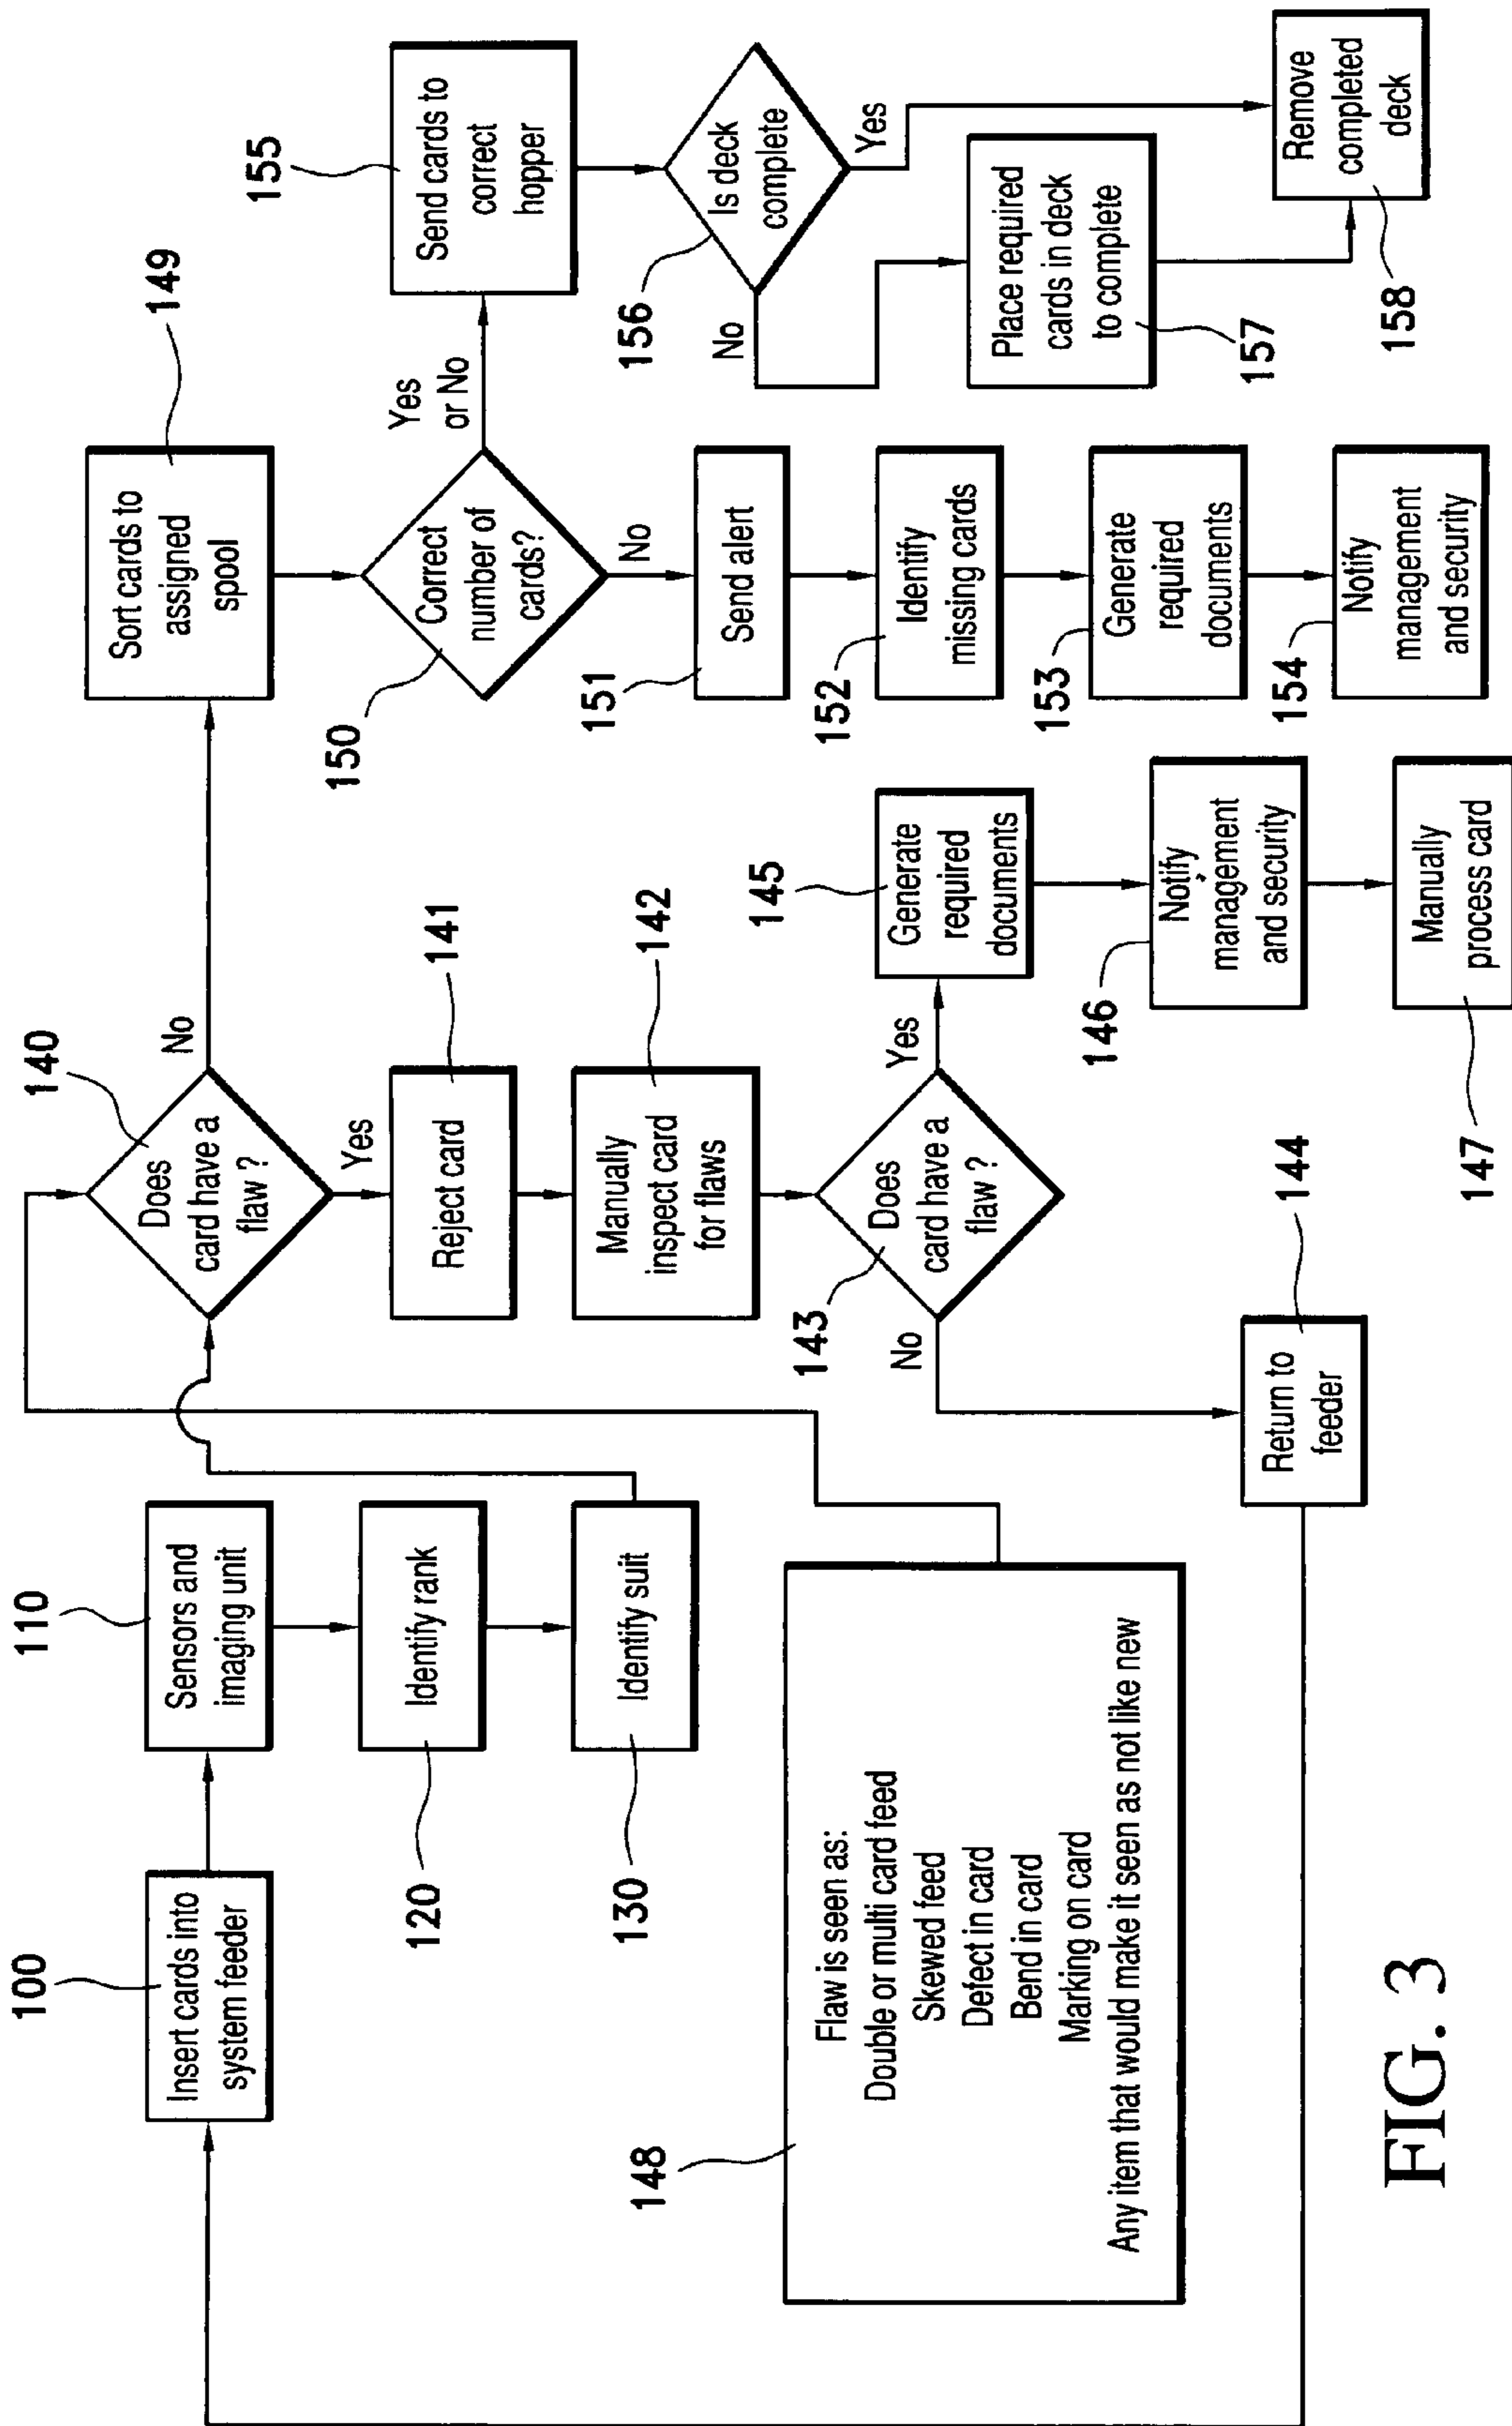 100
Insert cards into
system feeder
110
Sensors and
imaging unit
120
Identify rank
130
Identify suit
140
Does
card have a
flaw ?
No
Yes
141
Reject card
142
Manually
inspect card
for flaws
143
Does
card have a
flaw ?
No
Yes
144
Return to
feeder
145
Generate
required
documents
146
Notify
management
and security
147
Manually
process card
148
Flaw is seen as:
Double or multi card feed
Skewed feed
Defect in card
Bend in card
Marking on card
Any item that would make it seen as not like new
149
Sort cards to
assigned
spool
150
Correct
number of
cards?
Yes
or No
No
151
Send alert
152
Identify
missing cards
153
Generate
required
documents
154
Notify
management
and security
155
Send cards to
correct
hopper
156
Is deck
complete
No
Yes
157
Place required
cards in deck
to complete
158
Remove
completed
deck
FIG. 3